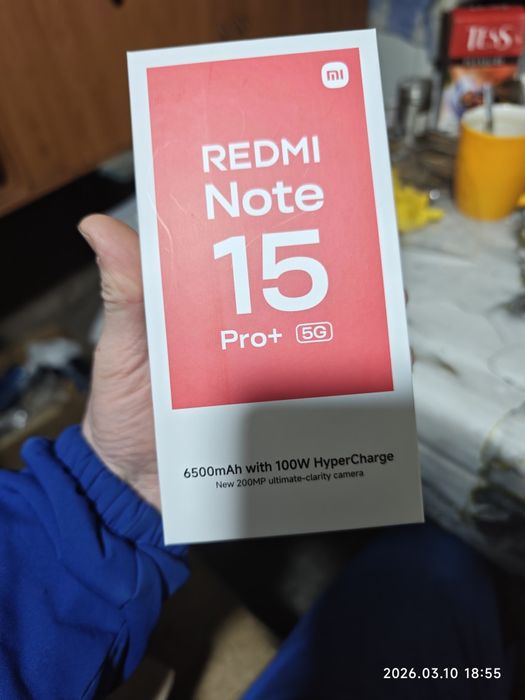 TESS
mi
REDMI
Note
15
Pro+ 5G
6500mAh with 100W HyperCharge
New 200MP ultimate-clarity camera
2026.03.10 18:55